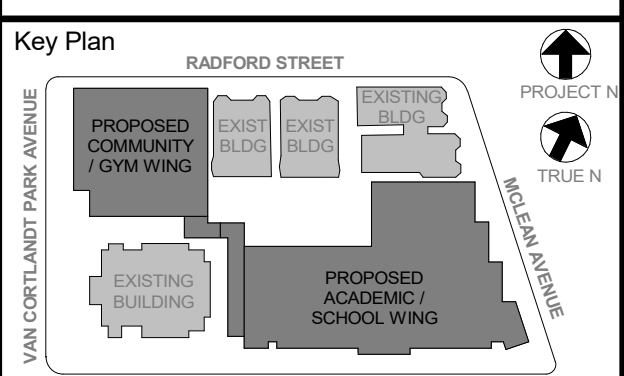 Key Plan
RADFORD STREET
PROJECT N
TRUE N
VAN CORTLANDT PARK AVENUE
PROPOSED
COMMUNITY
/ GYM WING
EXIST
BLDG
EXIST
BLDG
EXISTING
BLDG
MCLEAN AVENUE
EXISTING
BUILDING
PROPOSED
ACADEMIC /
SCHOOL WING